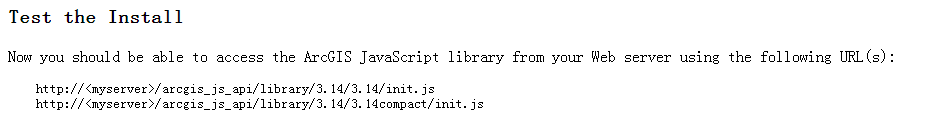 Test the Install
Now you should be able to access the ArcGIS JavaScript library from your Web server using the following URL(s):
http://<myserver>/arcgis_js_api/library/3.14/3.14/init.js
http://<myserver>/arcgis_js_api/library/3.14/3.14compact/init.js